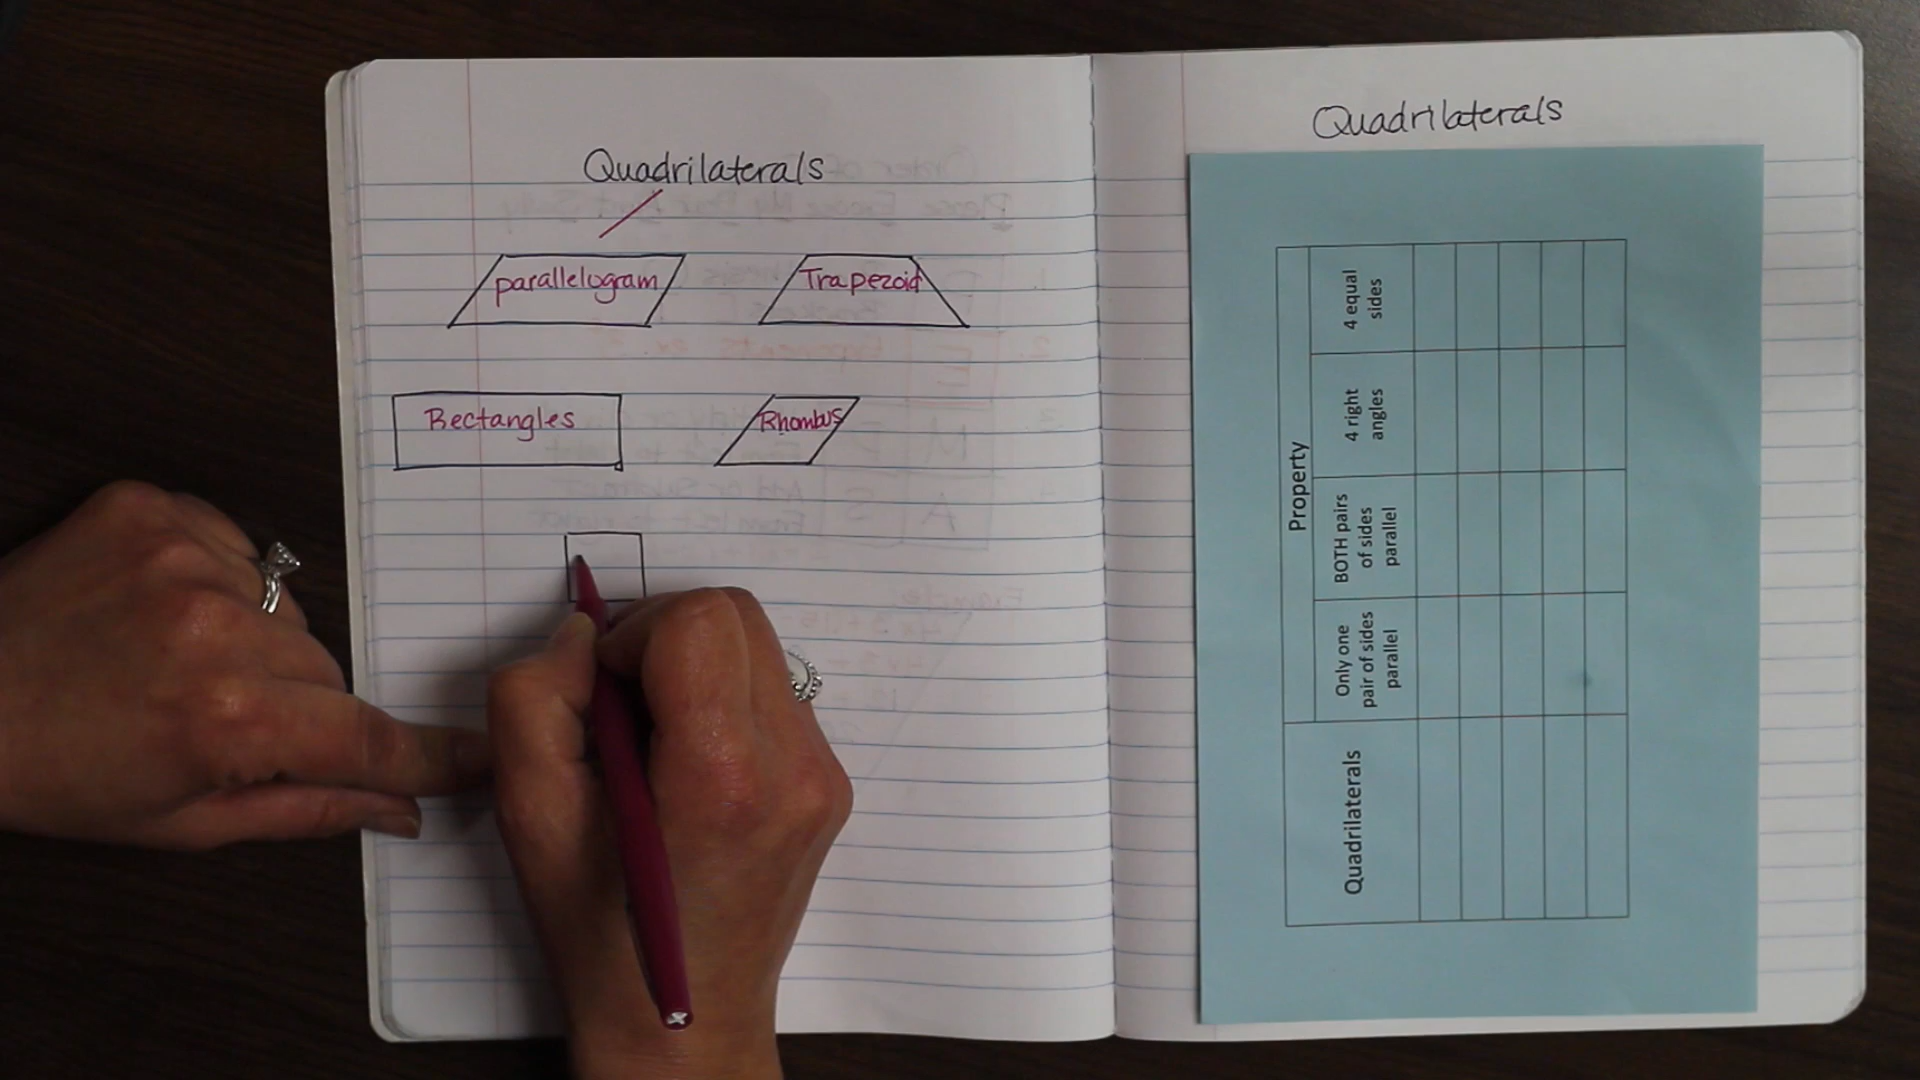 Quadrilaterals
parallelogram
Trapezoid
Rectangles
Rhombus
Quadrilaterals
Property
Quadrilaterals
Only one
pair of sides
parallel
BOTH pairs
of sides
parallel
4 right
angles
4 equal
sides